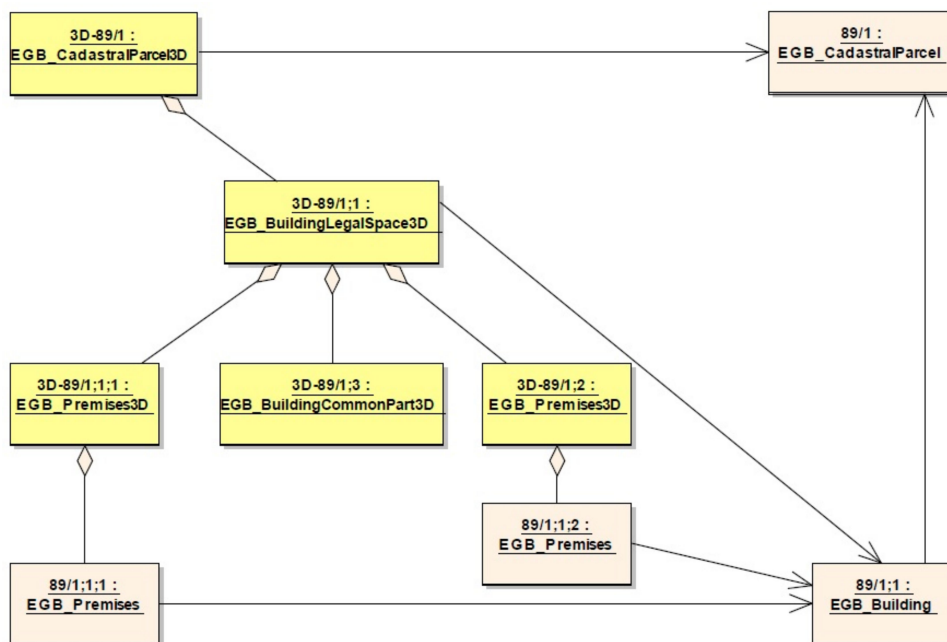 3D-89/1 :
EGB_CadastralParcel3D
89/1 :
EGB_CadastralParcel
3D-89/1;1 :
EGB_BuildingLegalSpace3D
3D-89/1;1;1 :
EGB_Premises3D
3D-89/1;3 :
EGB_BuildingCommonPart3D
3D-89/1;2 :
EGB_Premises3D
89/1;1;2 :
EGB_Premises
89/1;1;1 :
EGB_Premises
89/1;1 :
EGB_Building